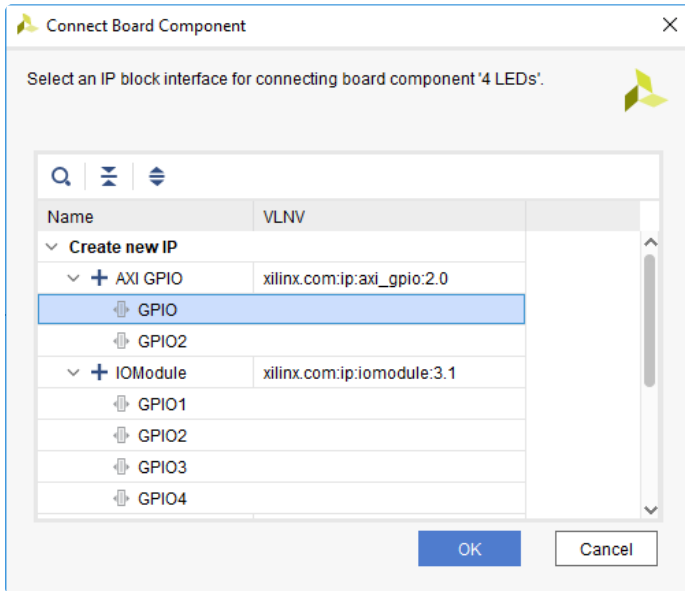 Connect Board Component
Select an IP block interface for connecting board component '4 LEDs'.
Name VLNV
Create new IP
AXI GPIO xilinx.com:ip:axi_gpio:2.0
GPIO
GPIO2
IOModule xilinx.com:ip:iomodule:3.1
GPIO1
GPIO2
GPIO3
GPIO4
OK Cancel